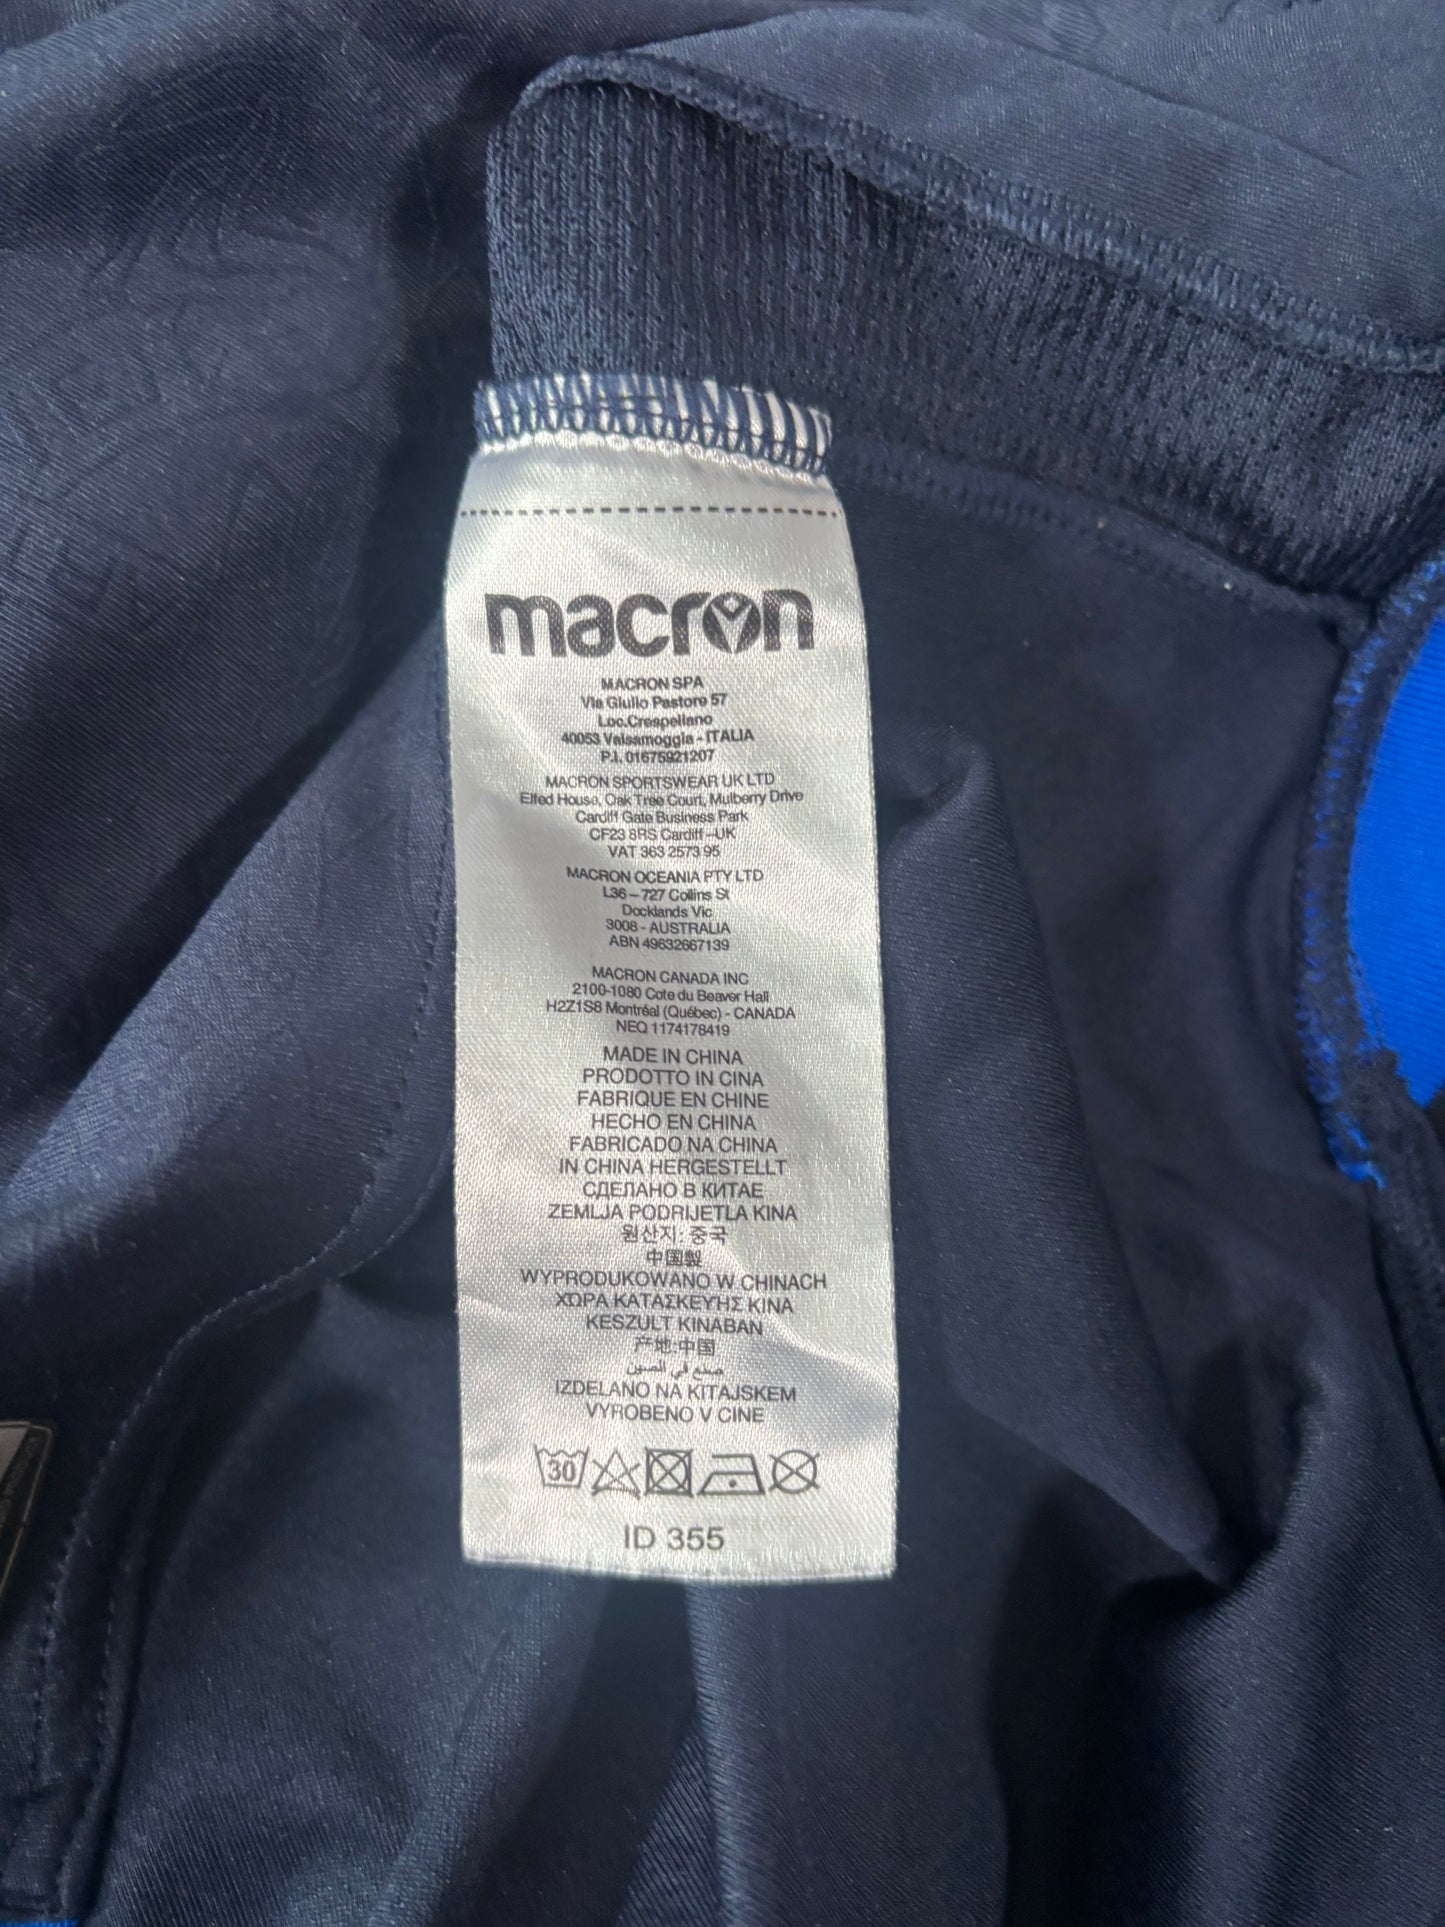 macron
MACRON SPA
Via Giulio Pastore 57
Loc.Crespellano
40053 Valsamoggia - ITALIA
P.I. 01675921207
MACRON SPORTSWEAR UK LTD
Elfed House, Oak Tree Court, Mulberry Drive
Cardiff Gate Business Park
CF23 8RS Cardiff –UK
VAT 363 2573 95
MACRON OCEANIA PTY LTD
L36 – 727 Collins St
Docklands Vic
3008 - AUSTRALIA
ABN 49632667139
MACRON CANADA INC
2100-1080 Cote du Beaver Hall
H2Z1S8 Montréal (Québec) - CANADA
NEQ 1174178419
MADE IN CHINA
PRODOTTO IN CINA
FABRIQUE EN CHINE
HECHO EN CHINA
FABRICADO NA CHINA
IN CHINA HERGESTELLT
СДЕЛАНО В КИТАЕ
ZEMLJA PODRIJETLA KINA
원산지: 중국
中国製
WYPRODUKOWANO W CHINACH
ΧΩΡΑ ΚΑΤΑΣΚΕΥΗΣ ΚΙΝΑ
KESZULT KINABAN
产地:中国
صنع في الصين
IZDELANO NA KITAJSKEM
VYROBENO V CINE
30
ID 355